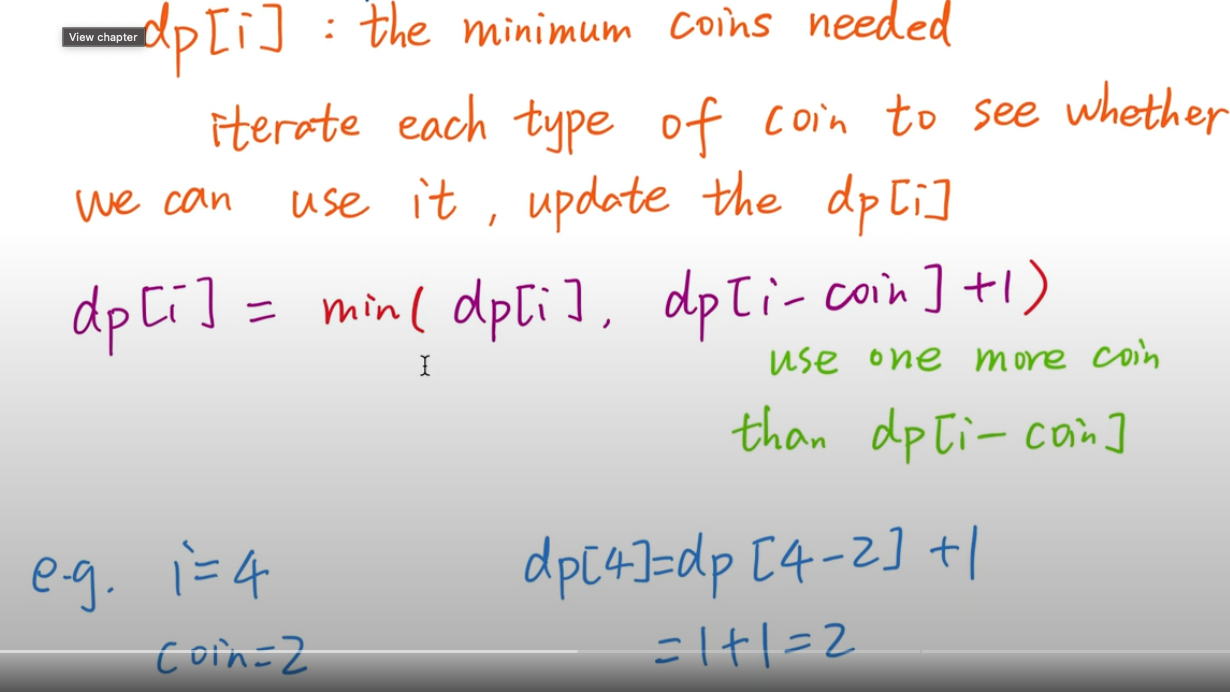 View chapter
dp[i] : the minimum coins needed
iterate each type of coin to see whether
we can use it, update the dp[i]
dp[i] = min( dp[i], dp[i-coin]+1)
use one more coin
than dp[i-coin]
e.g. i=4 dp[4]=dp[4-2]+1
coin=2 =1+1=2